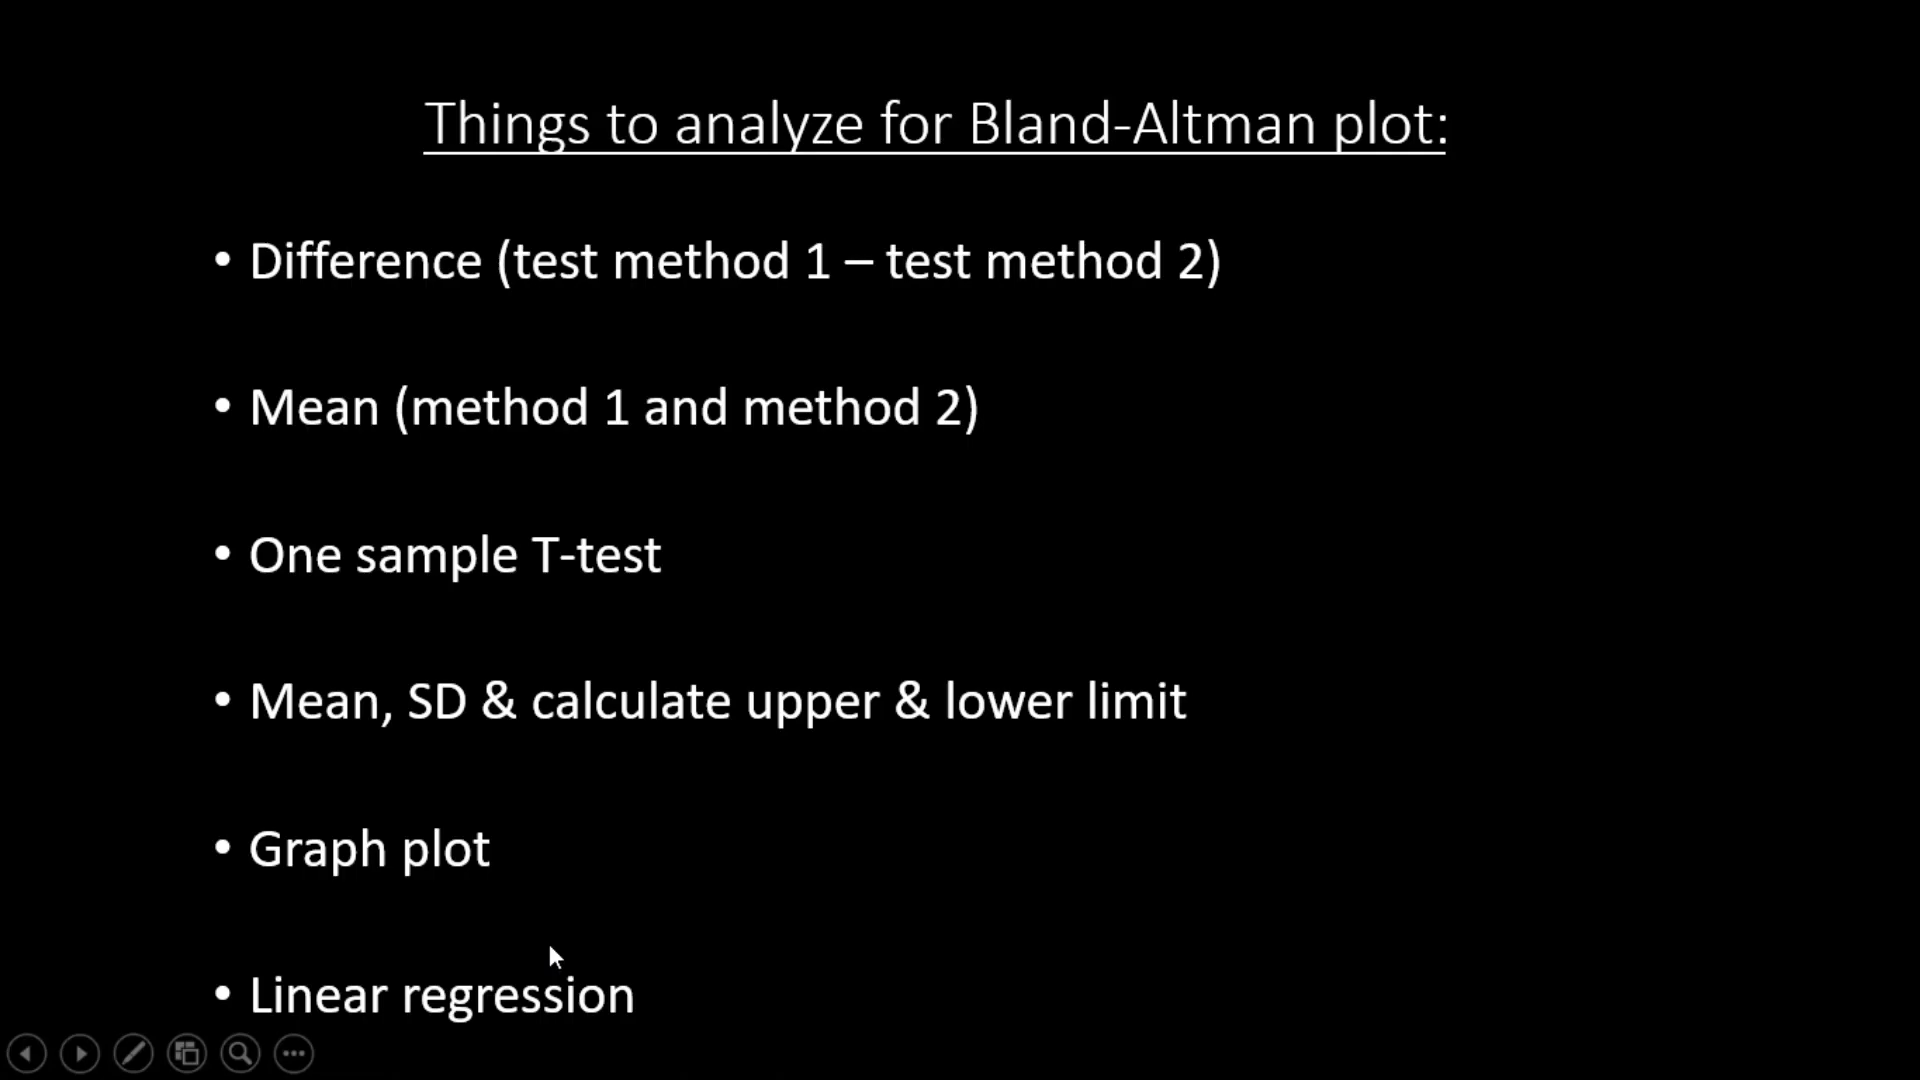 Things to analyze for Bland-Altman plot:
• Difference (test method 1 – test method 2)
• Mean (method 1 and method 2)
• One sample T-test
• Mean, SD & calculate upper & lower limit
• Graph plot
• Linear regression